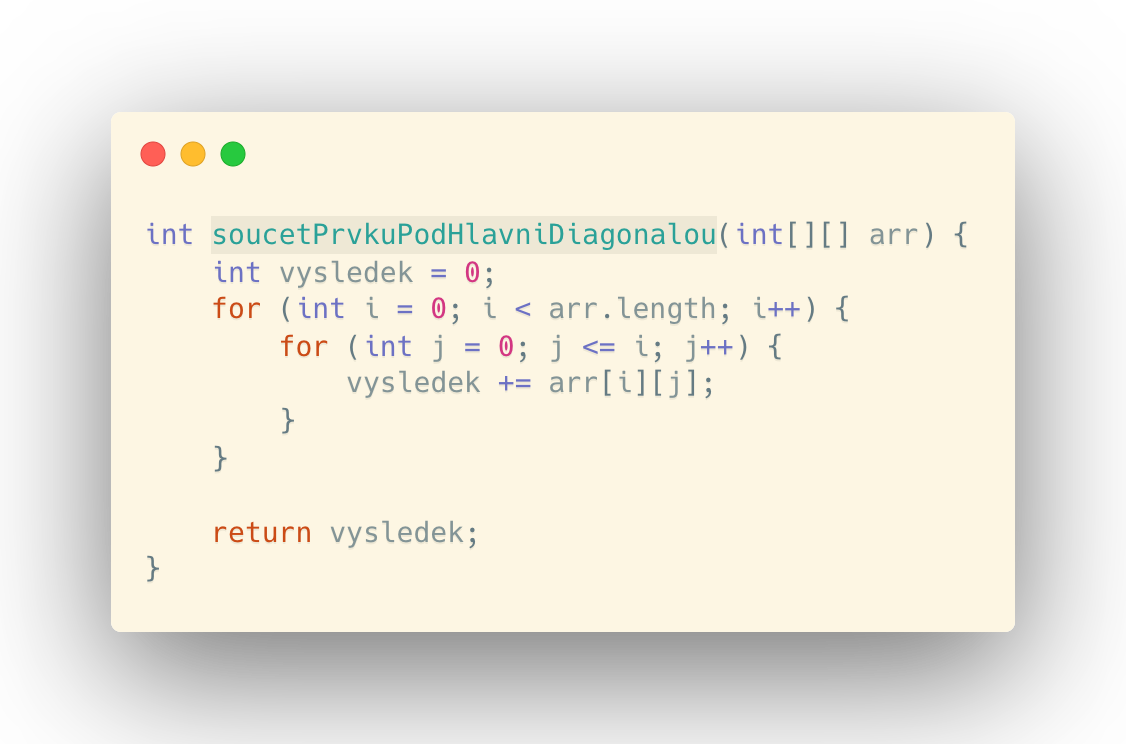 int soucetPrvkuPodHlavniDiagonalou(int[][] arr) {
    int vysledek = 0;
    for (int i = 0; i < arr.length; i++) {
        for (int j = 0; j <= i; j++) {
            vysledek += arr[i][j];
        }
    }

    return vysledek;
}